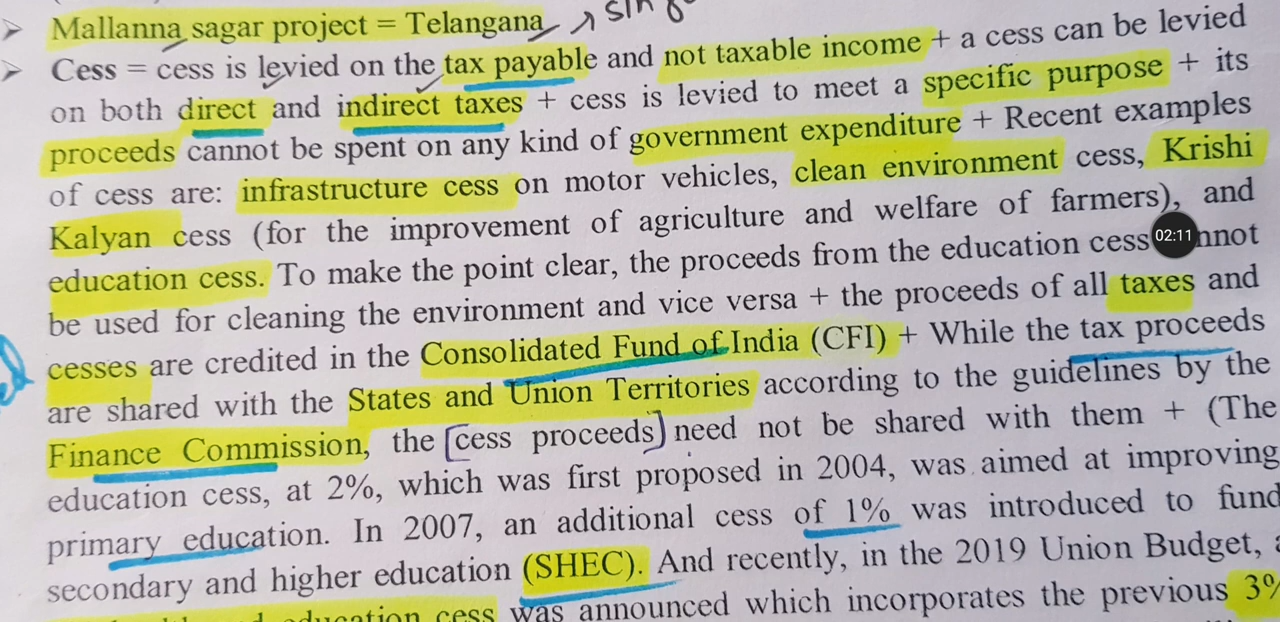 ➢ Mallanna sagar project = Telangana
➢ Cess = cess is levied on the tax payable and not taxable income + a cess can be levied
on both direct and indirect taxes + cess is levied to meet a specific purpose + its
proceeds cannot be spent on any kind of government expenditure + Recent examples
of cess are: infrastructure cess on motor vehicles, clean environment cess, Krishi
Kalyan cess (for the improvement of agriculture and welfare of farmers), and
education cess. To make the point clear, the proceeds from the education cess 02:11 nnot
be used for cleaning the environment and vice versa + the proceeds of all taxes and
cesses are credited in the Consolidated Fund of India (CFI) + While the tax proceeds
are shared with the States and Union Territories according to the guidelines by the
Finance Commission, the [cess proceeds] need not be shared with them + (The
education cess, at 2%, which was first proposed in 2004, was aimed at improving
primary education. In 2007, an additional cess of 1% was introduced to fund
secondary and higher education (SHEC). And recently, in the 2019 Union Budget,
education cess was announced which incorporates the previous 3%